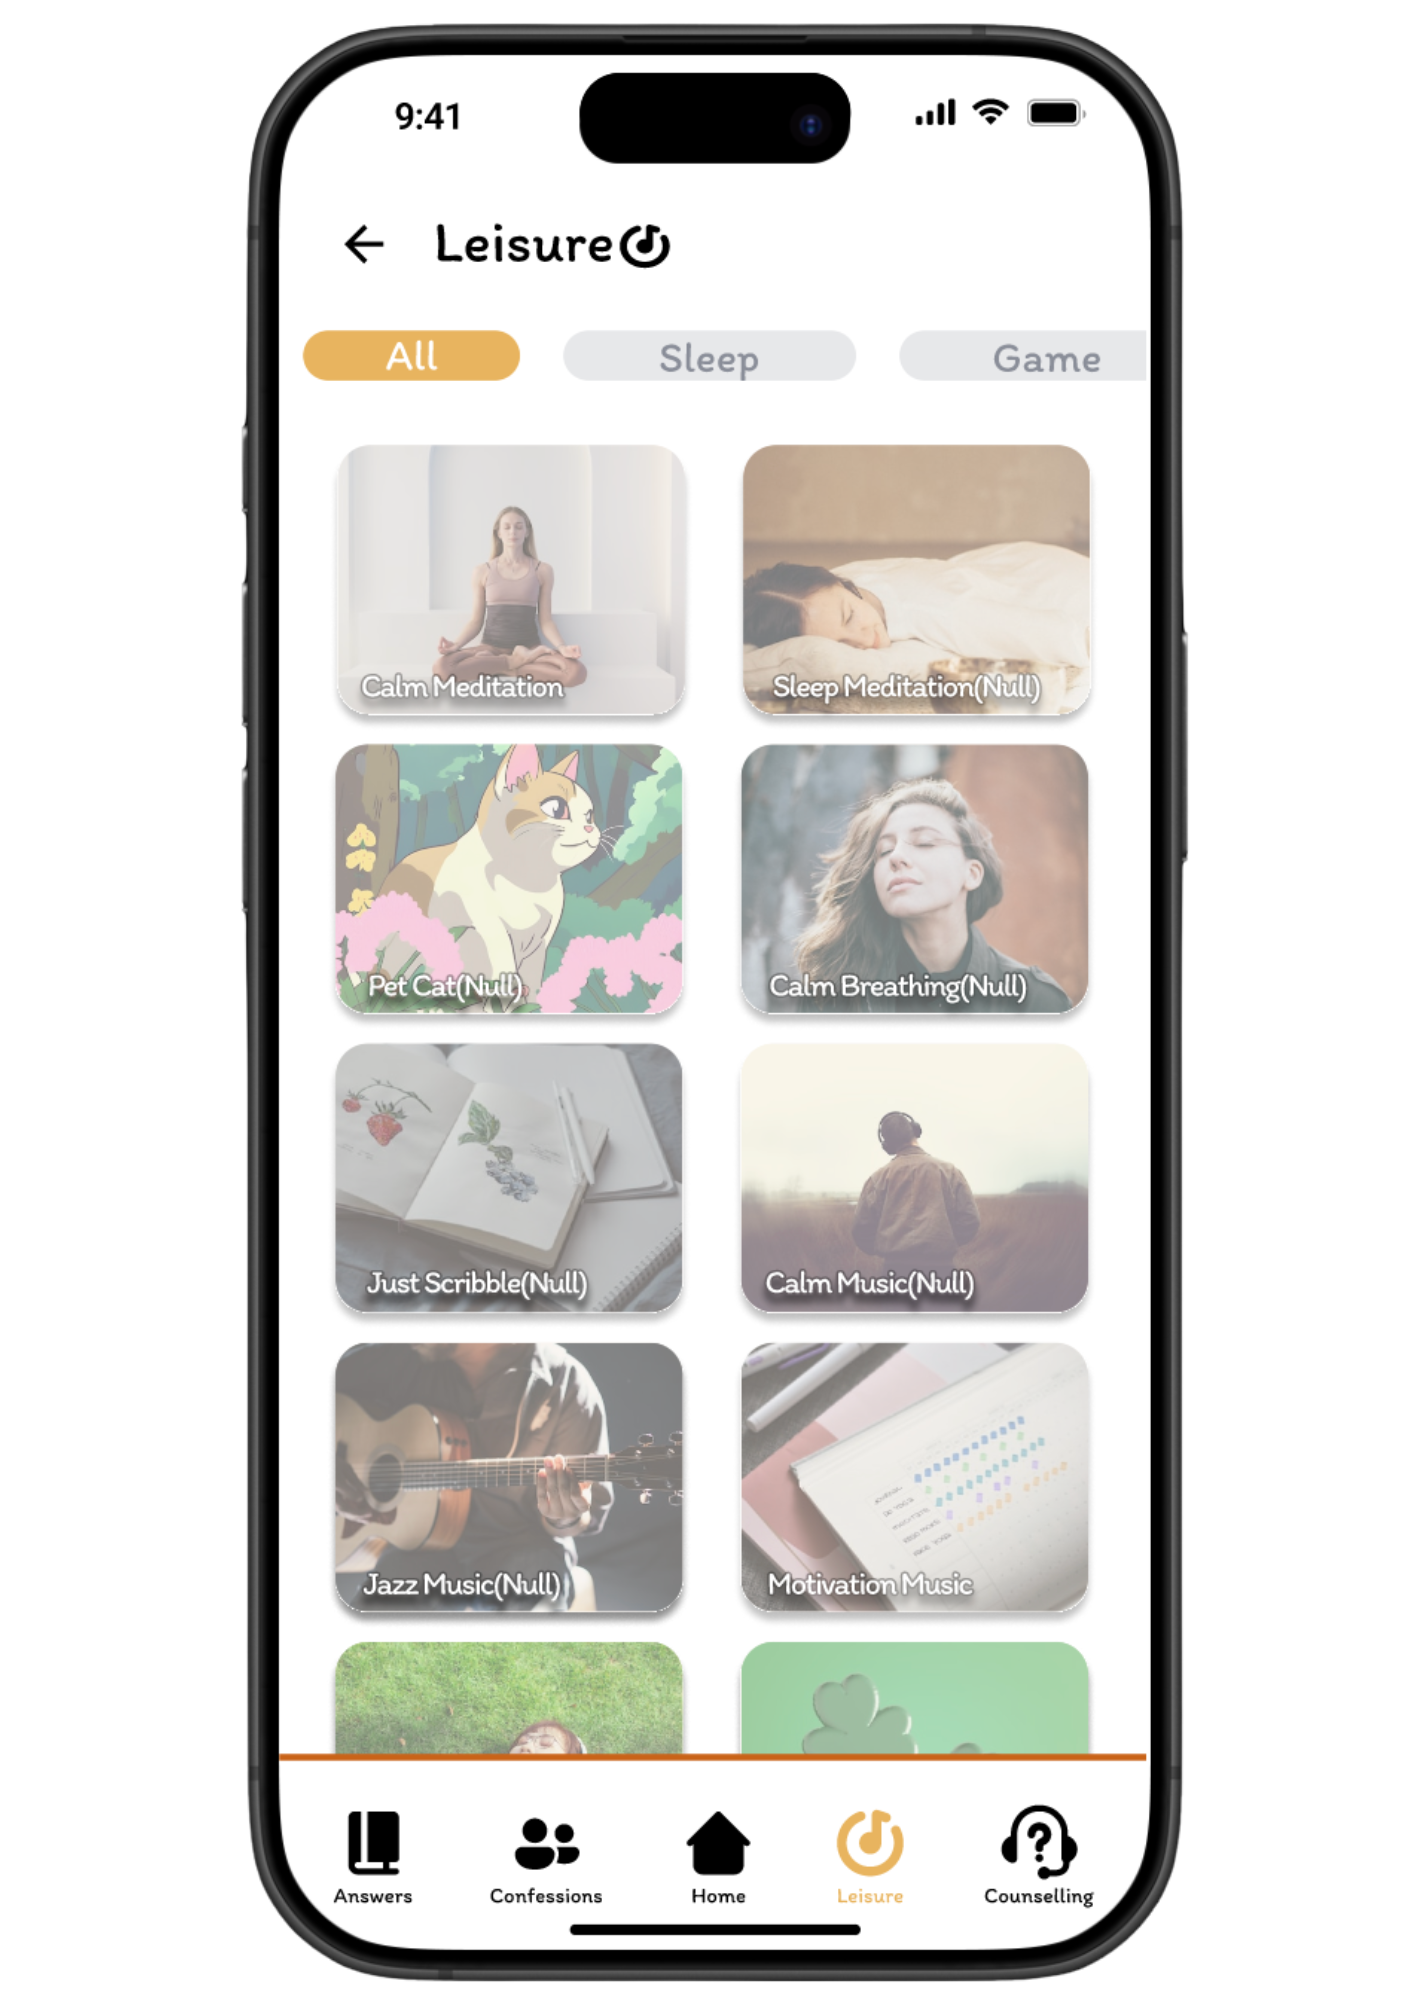 9:41
Leisure
All
Sleep
Game
Calm Meditation
Sleep Meditation(Null)
Pet Cat(Null)
Calm Breathing(Null)
Just Scribble(Null)
Calm Music(Null)
Jazz Music(Null)
Motivation Music
Answers
Confessions
Home
Leisure
Counselling